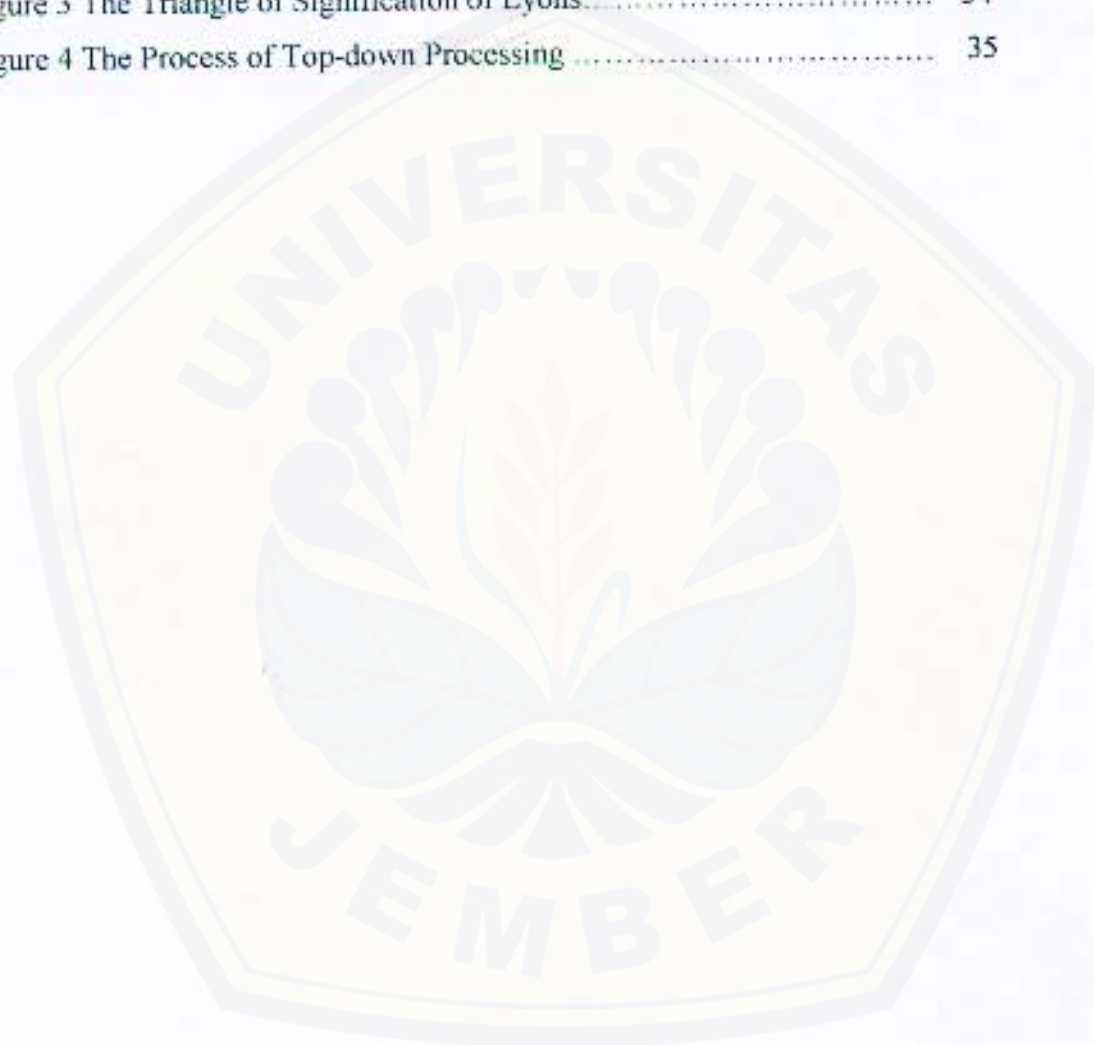 gure 3 The Triangle of Signification of Lyons
gure 4 The Process of Top-down Processing .................................... 35
UNIVERSITAS
JEMBER